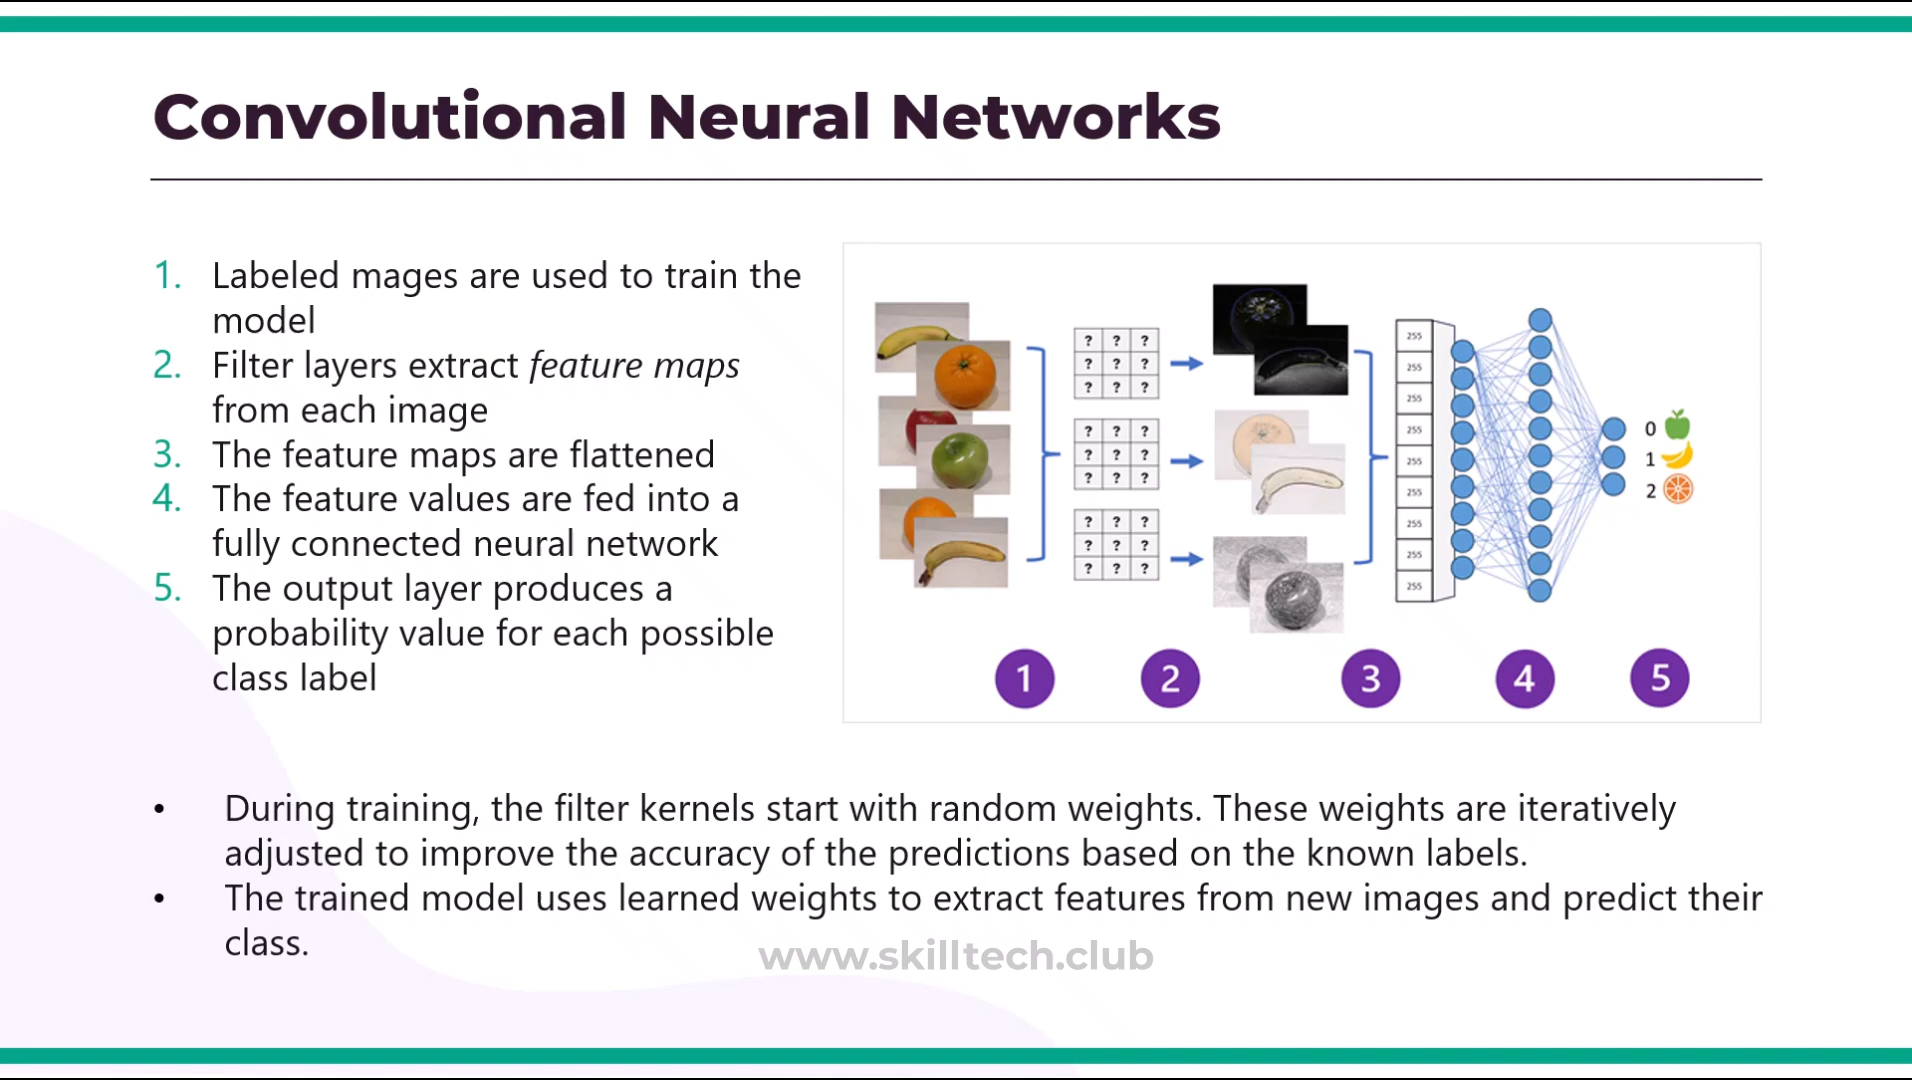 Convolutional Neural Networks
1. Labeled mages are used to train the
model
2. Filter layers extract feature maps
from each image
3. The feature maps are flattened
4. The feature values are fed into a
fully connected neural network
5. The output layer produces a
probability value for each possible
class label
? ? ?
? ? ?
? ? ?
? ? ?
? ? ?
? ? ?
? ? ?
? ? ?
? ? ?
255
255
255
255
255
255
255
255
255
0
1
2
1 2 3 4 5
• During training, the filter kernels start with random weights. These weights are iteratively
adjusted to improve the accuracy of the predictions based on the known labels.
• The trained model uses learned weights to extract features from new images and predict their
class.
www.skilltech.club